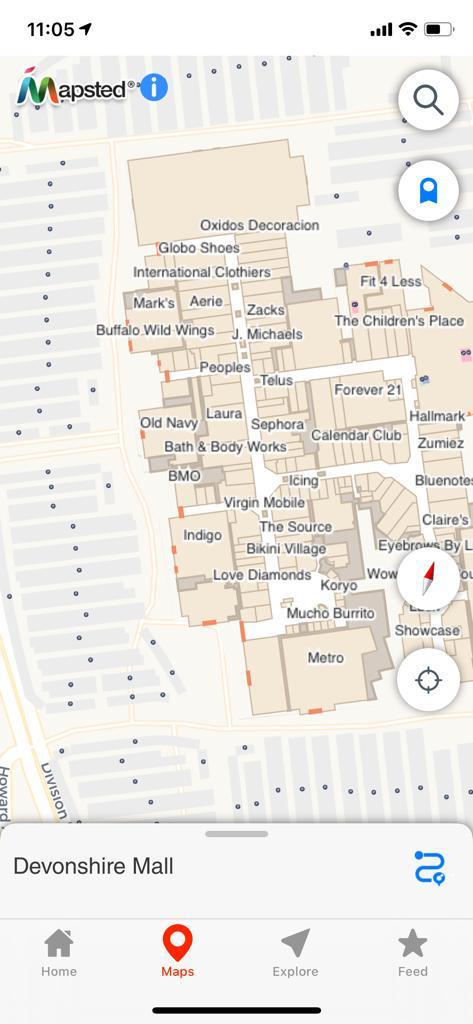 11:05
Mapsted®
Oxidos Decoracion
Globo Shoes
International Clothiers
Fit 4 Less
Mark's
Aerie
Zacks
The Children's Place
Buffalo Wild Wings
J. Michaels
Peoples
Telus
Forever 21
Old Navy
Laura
Sephora
Hallmark
Calendar Club
Zumiez
Bath & Body Works
BMO
Icing
Bluenote
Virgin Mobile
The Source
Claire's
Indigo
Bikini Village
Eyebrows By L
Love Diamonds
Koryo
Wow
Mucho Burrito
Showcase
Metro
Division
Howard
Devonshire Mall
Home
Maps
Explore
Feed